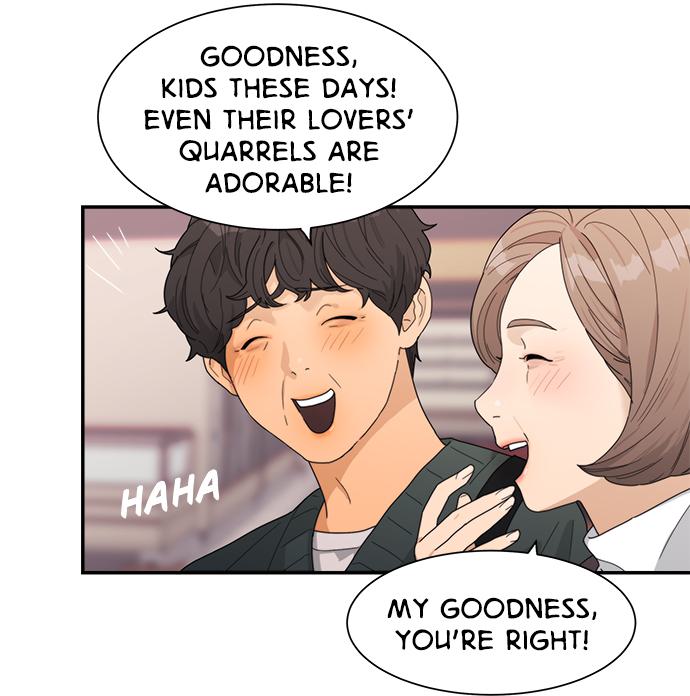 GOODNESS,
KIDS THESE DAYS!
EVEN THEIR LOVERS'
QUARRELS ARE
ADORABLE!
HAHA
MY GOODNESS,
YOU'RE RIGHT!